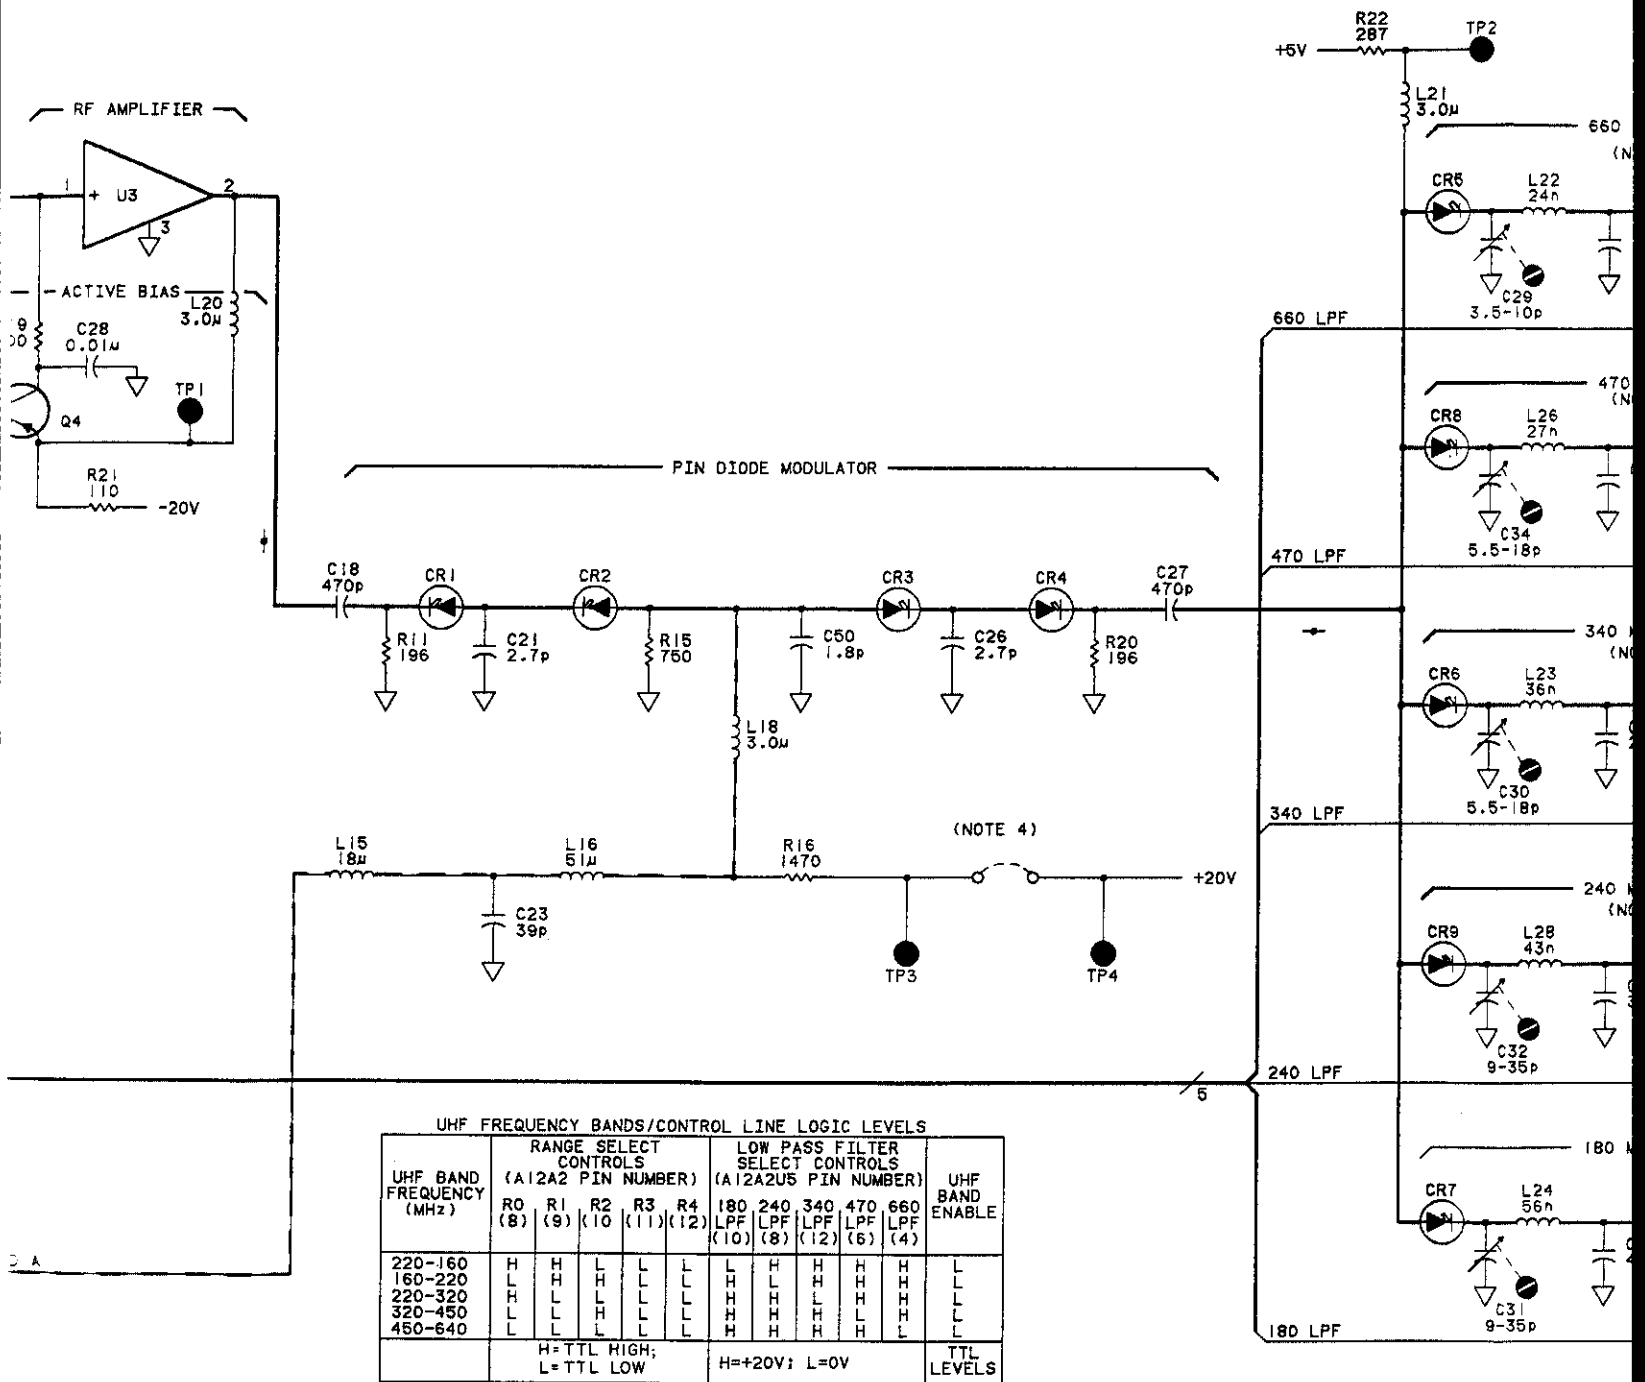 R22
287
TP2
+5V
L21
3.0μ
RF AMPLIFIER
660
(N
1
+ U3
2
3
CR5
L22
24n
ACTIVE BIAS
L20
3.0μ
C29
3.5-10p
9
00
C28
0.01μ
660 LPF
TP1
Q4
470
(N
CR8
L26
27n
R21
110
-20V
PIN DIODE MODULATOR
C34
5.5-18p
470 LPF
C18
470p
CR1
CR2
CR3
CR4
C27
470p
R11
196
C21
2.7p
R15
750
C50
1.8p
C26
2.7p
R20
196
340 M
(NO
CR6
L23
36n
L18
3.0μ
C30
5.5-18p
340 LPF
L15
18μ
L16
51μ
R16
1470
(NOTE 4)
+20V
240 M
(NO
C23
39p
TP3
TP4
CR9
L28
43n
C32
9-35p
240 LPF
5
UHF FREQUENCY BANDS/CONTROL LINE LOGIC LEVELS
UHF BAND FREQUENCY (MHz) RANGE SELECT CONTROLS (A12A2 PIN NUMBER) LOW PASS FILTER SELECT CONTROLS (A12A2U5 PIN NUMBER) UHF BAND ENABLE
R0 R1 R2 R3 R4 180 240 340 470 660
(8) (9) (10 (11) (12) LPF LPF LPF LPF LPF
(10) (8) (12) (6) (4)
220-160 H H L L L L H H H H L
160-220 L H H L L H L H H H L
220-320 H L L L L H H L H H L
320-450 L L H L L H H H L H L
450-640 L L L L L H H H H L L
H=TTL HIGH;
L=TTL LOW
H=+20V; L=0V
TTL
LEVELS
180 M
CR7
L24
56n
C31
9-35p
180 LPF
A